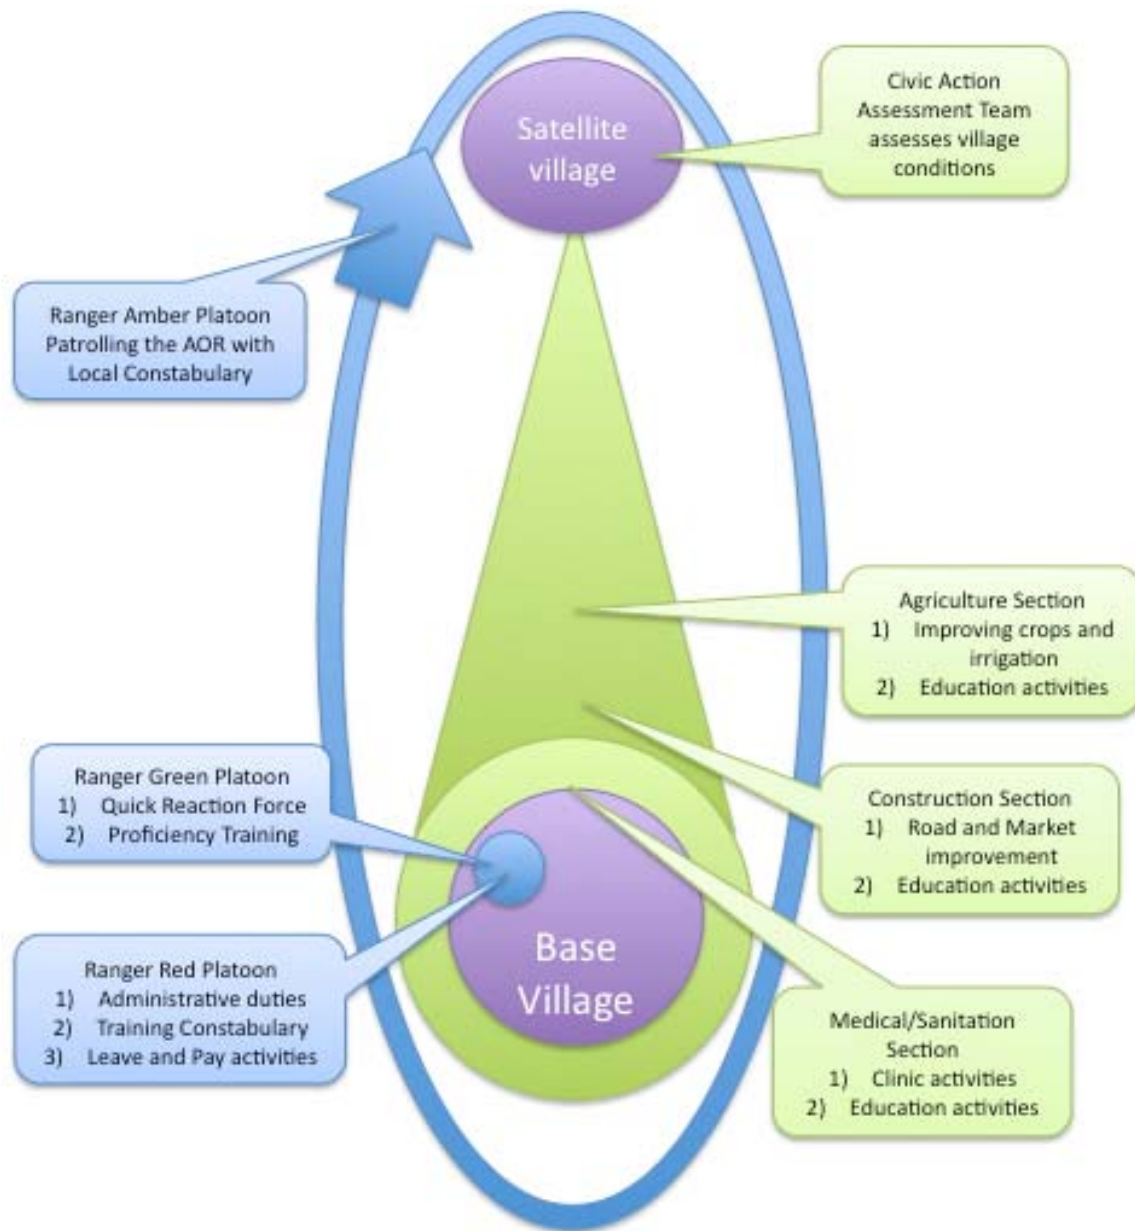 Satellite
village
Civic Action
Assessment Team
assesses village
conditions
Ranger Amber Platoon
Patrolling the AOR with
Local Constabulary
Agriculture Section
1) Improving crops and
irrigation
2) Education activities
Ranger Green Platoon
1) Quick Reaction Force
2) Proficiency Training
Construction Section
1) Road and Market
improvement
2) Education activities
Base
Village
Ranger Red Platoon
1) Administrative duties
2) Training Constabulary
3) Leave and Pay activities
Medical/Sanitation
Section
1) Clinic activities
2) Education activities